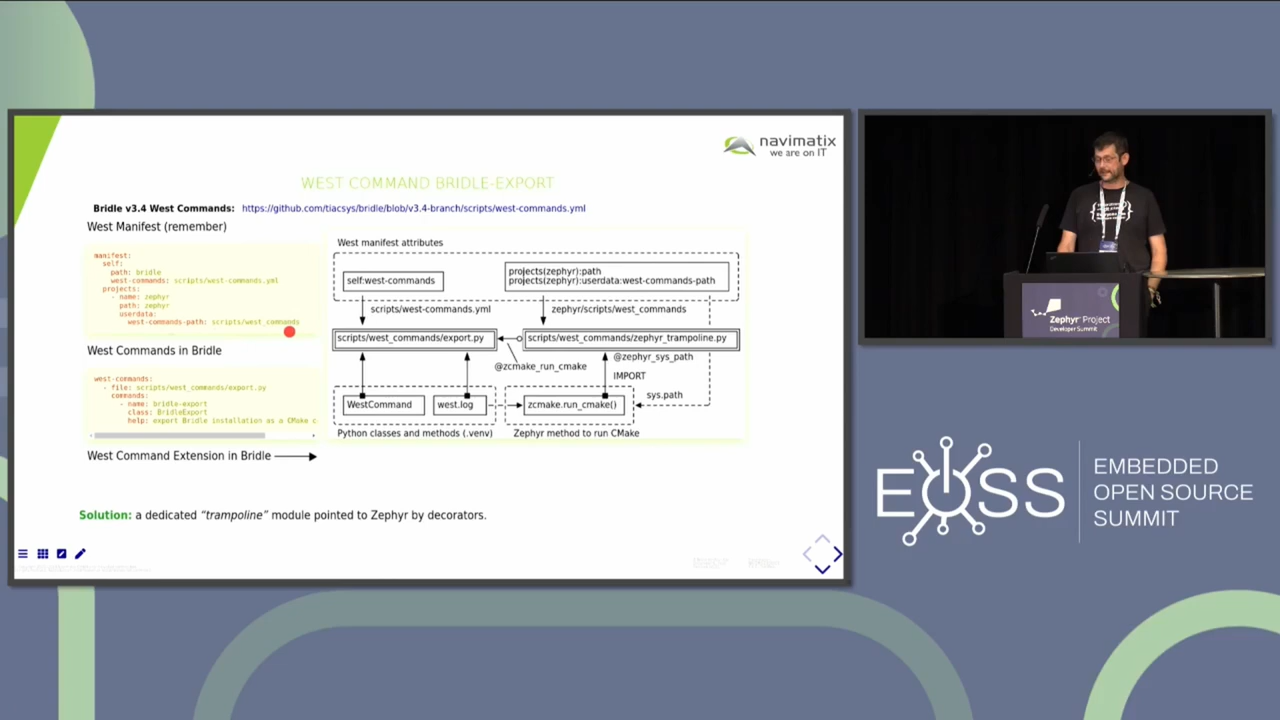 navimatix
we are on IT
WEST COMMAND BRIDLE-EXPORT
Bridle v3.4 West Commands: https://github.com/tiacsys/bridle/blob/v3.4-branch/scripts/west-commands.yml
West Manifest (remember)
manifest:
self:
path: bridle
west-commands: scripts/west-commands.yml
projects:
- name: zephyr
path: zephyr
userdata:
west-commands-path: scripts/west_commands
West Commands in Bridle
west-commands:
- file: scripts/west_commands/export.py
commands:
- name: bridle-export
class: BridleExport
help: export Bridle installation as a CMake c
West Command Extension in Bridle
West manifest attributes
self:west-commands
projects(zephyr):path
projects(zephyr):userdata:west-commands-path
scripts/west-commands.yml
zephyr/scripts/west_commands
scripts/west_commands/export.py
scripts/west_commands/zephyr_trampoline.py
@zcmake_run_cmake
@zephyr_sys_path
IMPORT
sys.path
WestCommand
west.log
zcmake.run_cmake()
Python classes and methods (.venv)
Zephyr method to run CMake
Solution: a dedicated “trampoline” module pointed to Zephyr by decorators.
Zephyr Project
Developer Summit
EOSS
EMBEDDED
OPEN SOURCE
SUMMIT